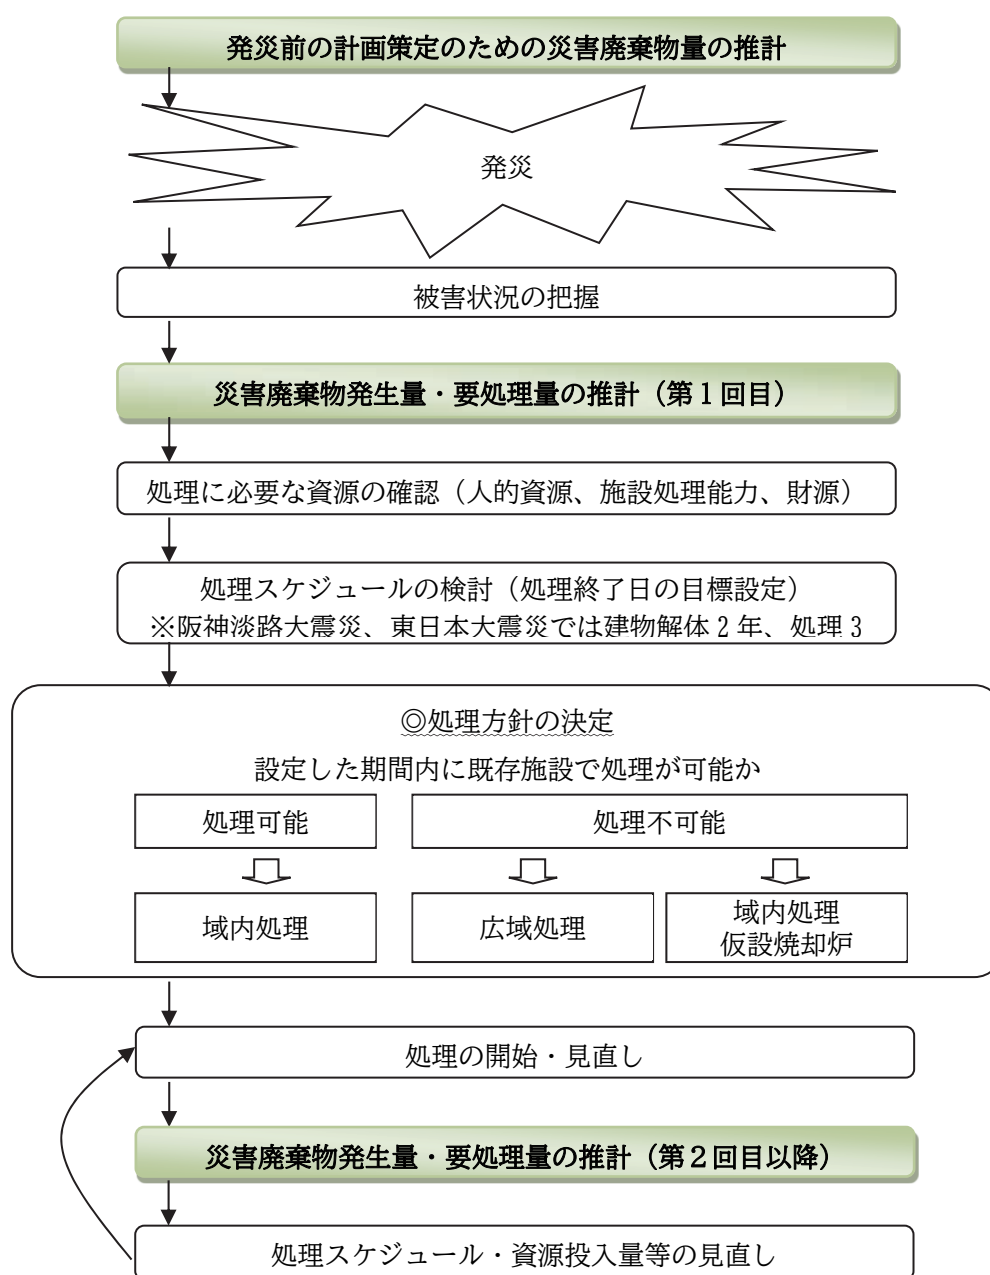 発災前の計画策定のための災害廃棄物量の推計
発災
被害状況の把握
災害廃棄物発生量・要処理量の推計（第１回目）
処理に必要な資源の確認（人的資源、施設処理能力、財源）
処理スケジュールの検討（処理終了日の目標設定）
※阪神淡路大震災、東日本大震災では建物解体 2 年、処理 3
◎処理方針の決定
設定した期間内に既存施設で処理が可能か
処理可能
処理不可能
域内処理
広域処理
域内処理
仮設焼却炉
処理の開始・見直し
災害廃棄物発生量・要処理量の推計（第２回目以降）
処理スケジュール・資源投入量等の見直し